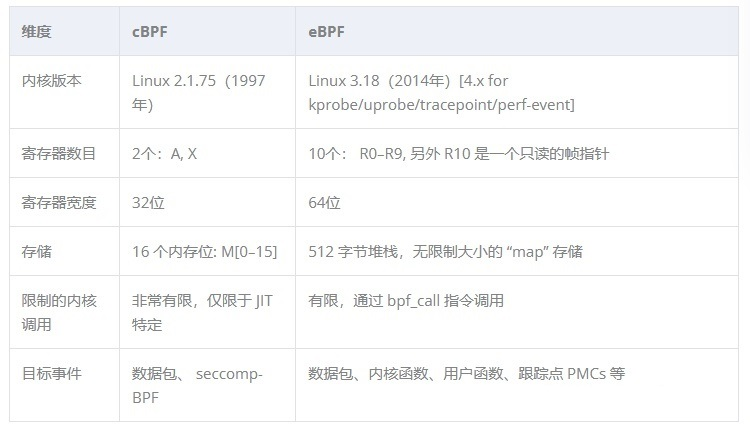 维度 cBPF eBPF
内核版本 Linux 2.1.75（1997 Linux 3.18（2014年）[4.x for
年） kprobe/uprobe/tracepoint/perf-event]
寄存器数目 2个：A, X 10个： R0–R9, 另外 R10 是一个只读的帧指针
寄存器宽度 32位 64位
存储 16 个内存位: M[0–15] 512 字节堆栈，无限制大小的 “map” 存储
限制的内核 非常有限，仅限于 JIT 有限，通过 bpf_call 指令调用
调用 特定
目标事件 数据包、 seccomp- 数据包、内核函数、用户函数、跟踪点 PMCs 等
BPF